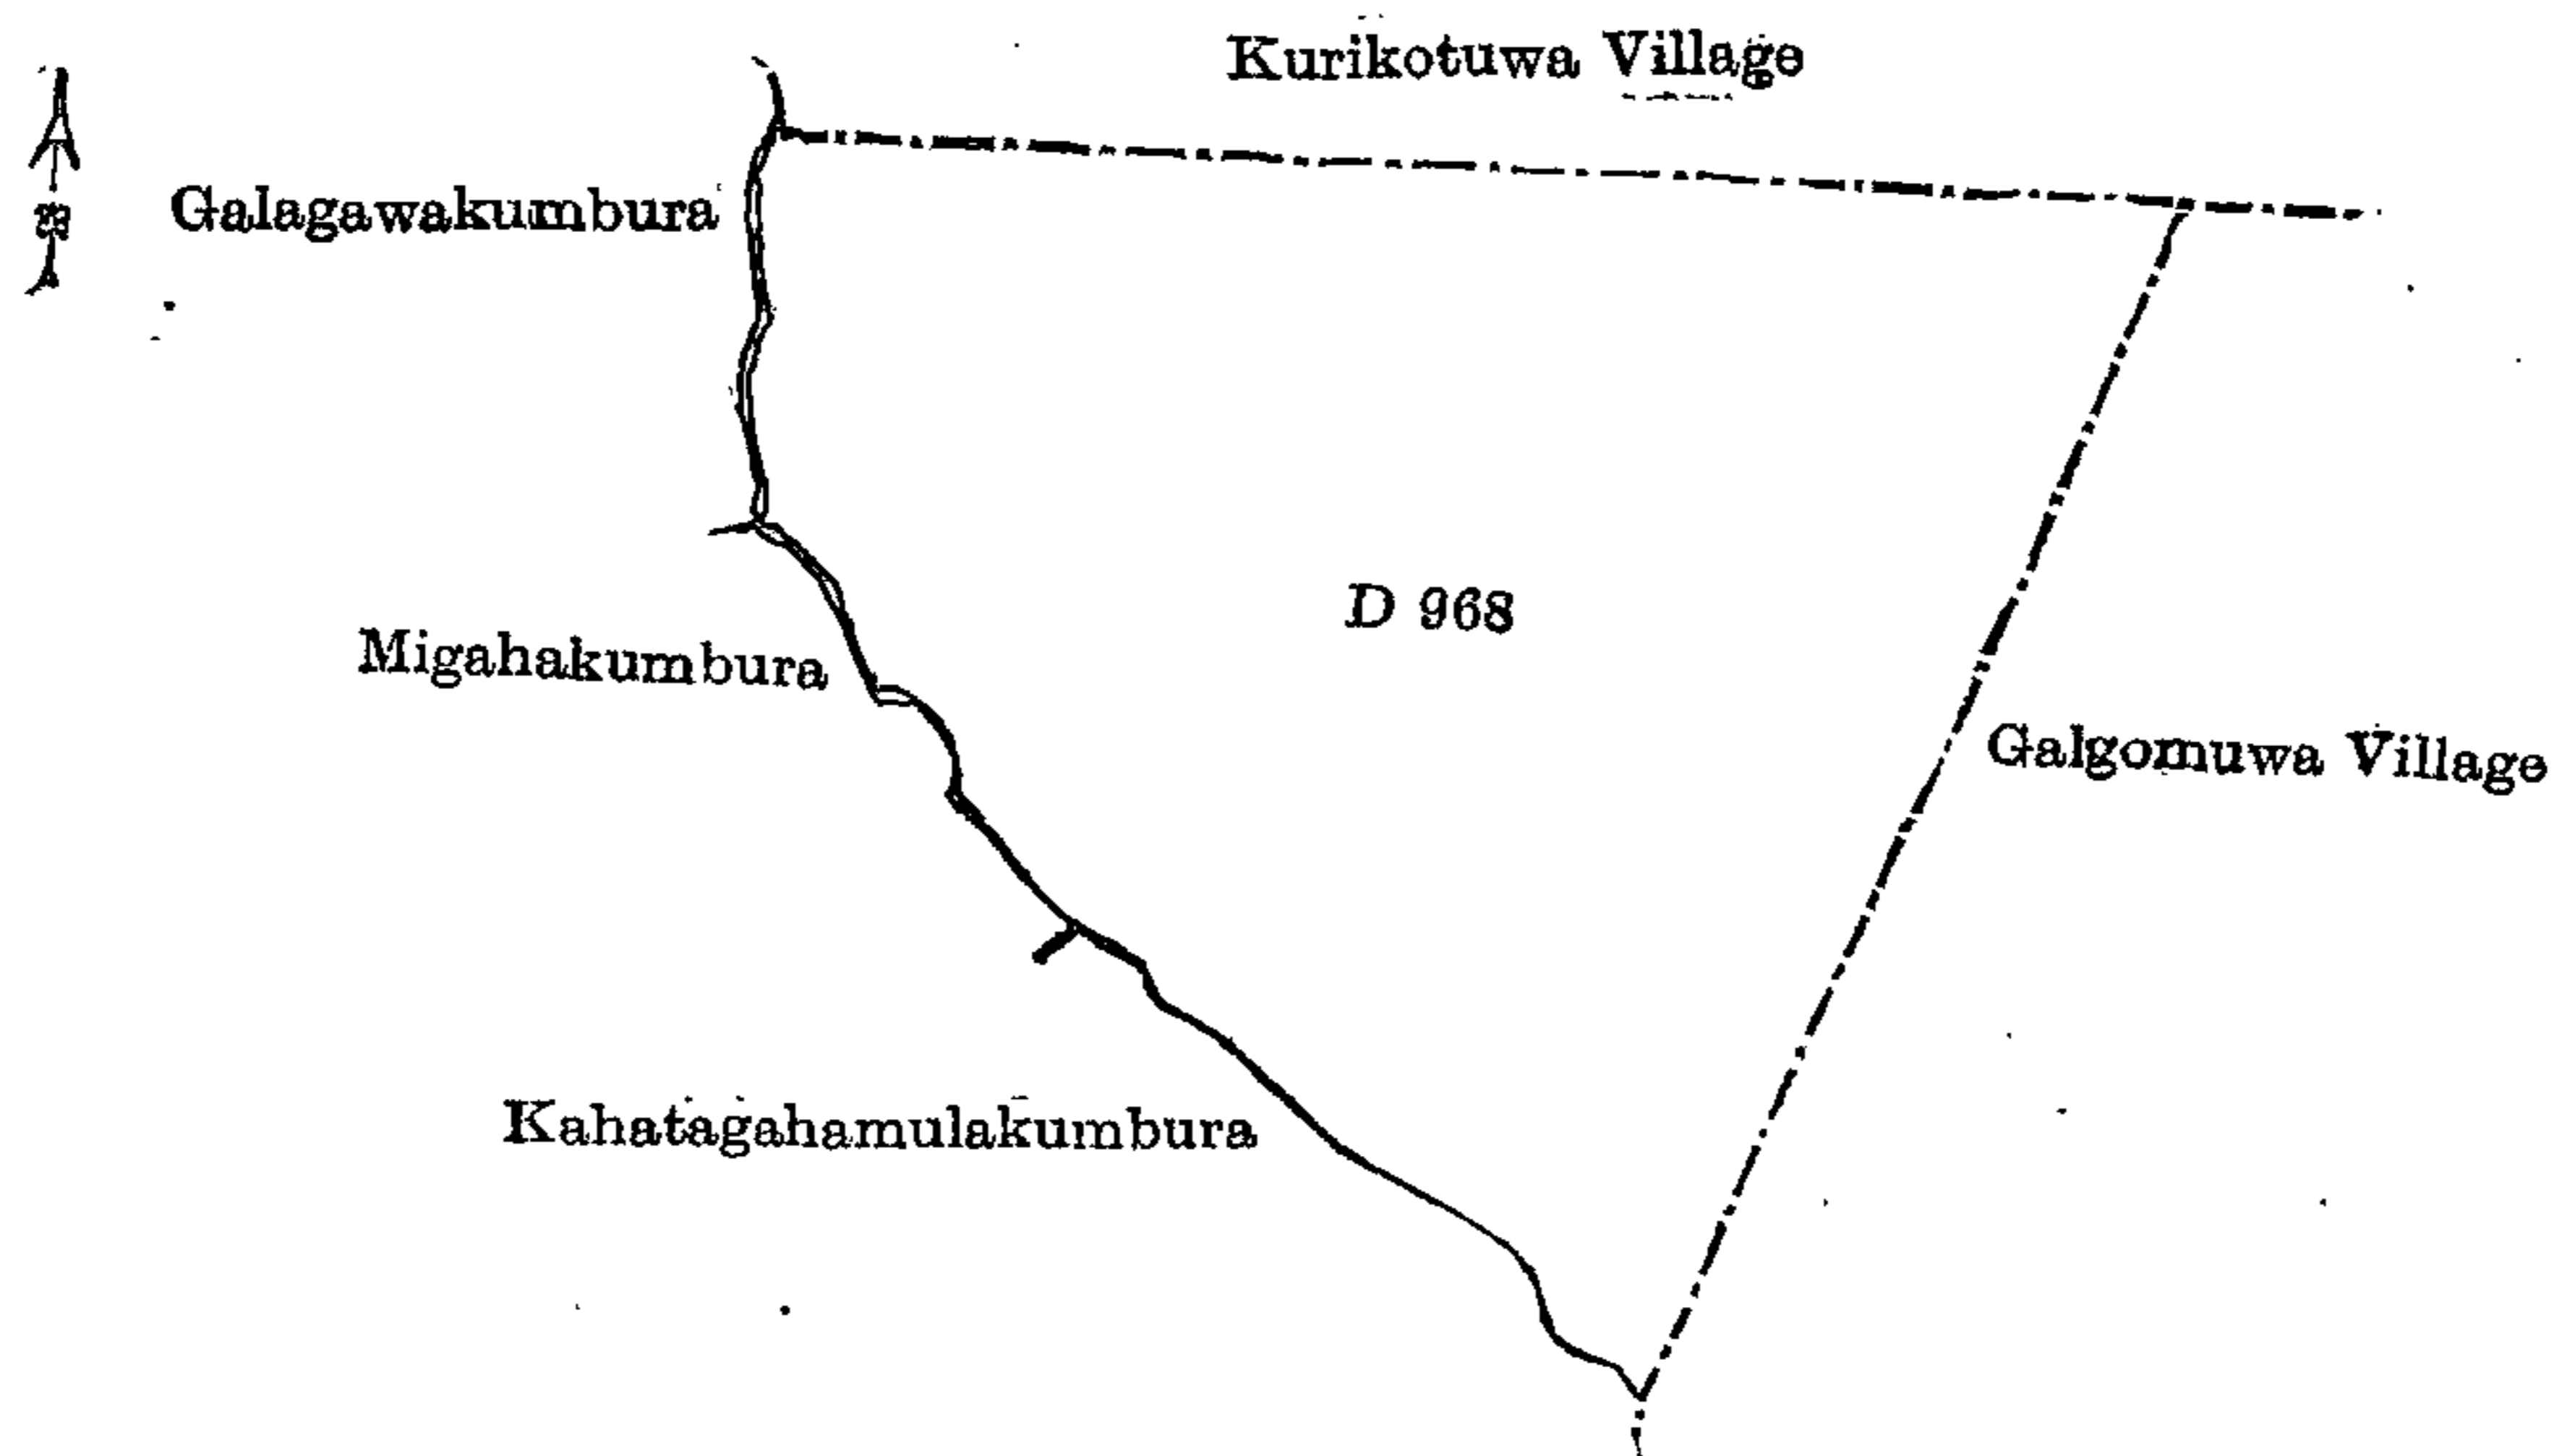 Kurikotuwa Village
Galagawakumbura
D 968
Migahakumbura
Galgomuwa Village
Kahatagahamulakumbura